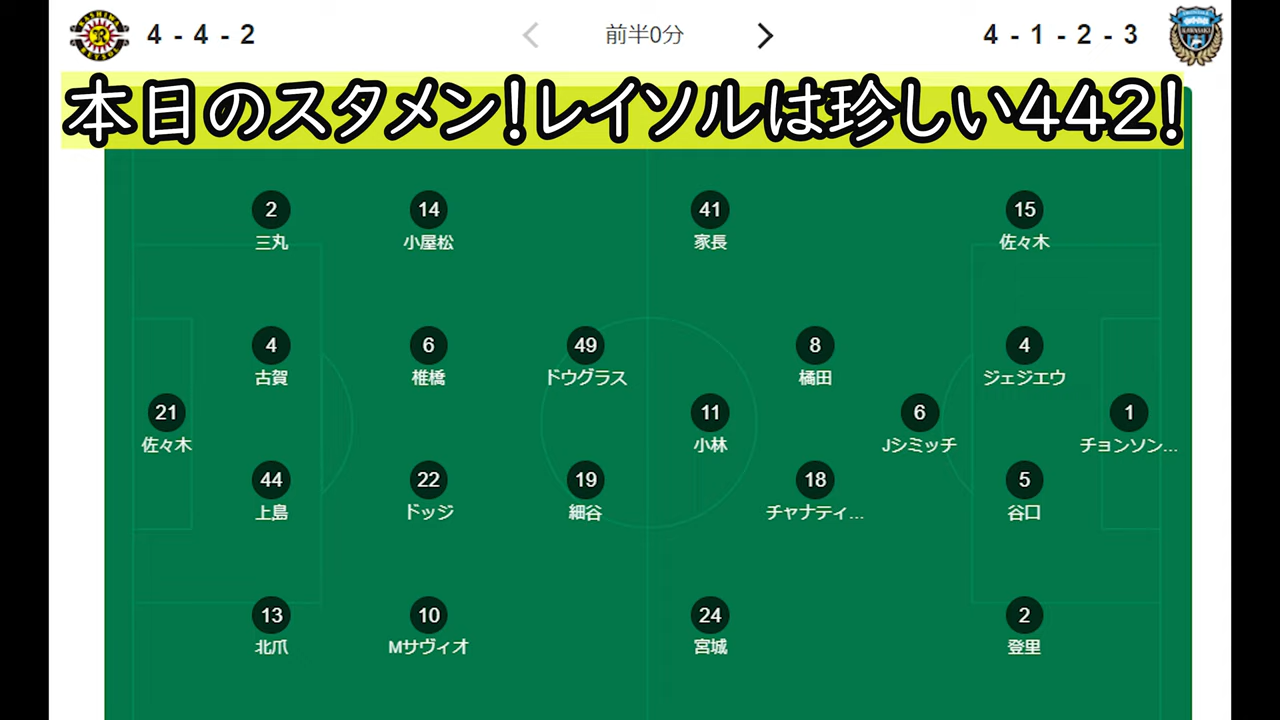 4 - 4 - 2
前半0分
4 - 1 - 2 - 3
本日のスタメン!レイソルは珍しい442!
2
三丸
14
小屋松
41
家長
15
佐々木
4
古賀
6
椎橋
49
ドウグラス
8
橘田
4
ジェジエウ
21
佐々木
11
小林
6
Jシミッチ
1
チョンソン...
44
上島
22
ドッジ
19
細谷
18
チャナティ...
5
谷口
13
北爪
10
Mサヴィオ
24
宮城
2
登里